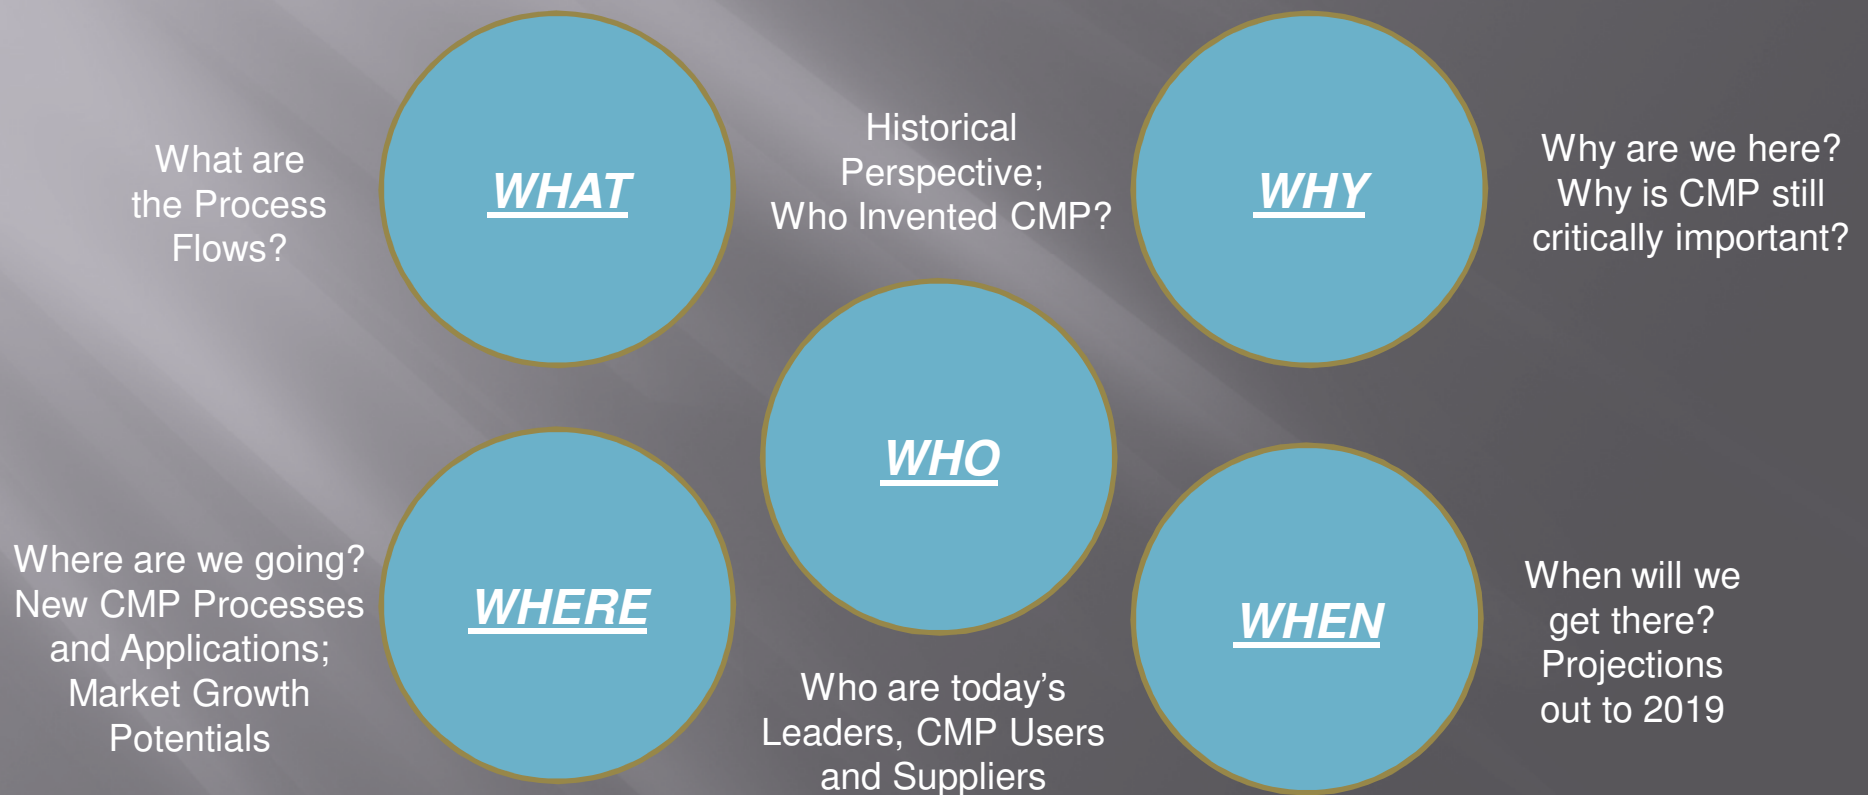 What are
the Process
Flows?
WHAT
Historical
Perspective;
Who Invented CMP?
WHY
Why are we here?
Why is CMP still
critically important?
WHO
Where are we going?
New CMP Processes
and Applications;
Market Growth
Potentials
WHERE
Who are today’s
Leaders, CMP Users
and Suppliers
WHEN
When will we
get there?
Projections
out to 2019